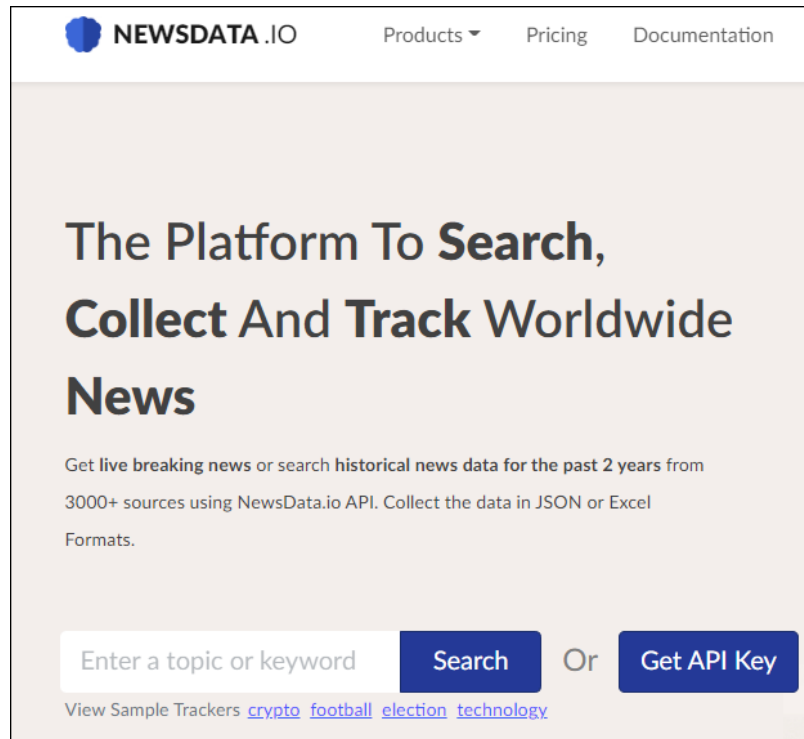 NEWSDATA .IO Products Pricing Documentation
The Platform To Search,
Collect And Track Worldwide
News
Get live breaking news or search historical news data for the past 2 years from
3000+ sources using NewsData.io API. Collect the data in JSON or Excel
Formats.
Enter a topic or keyword Search Or Get API Key
View Sample Trackers crypto football election technology